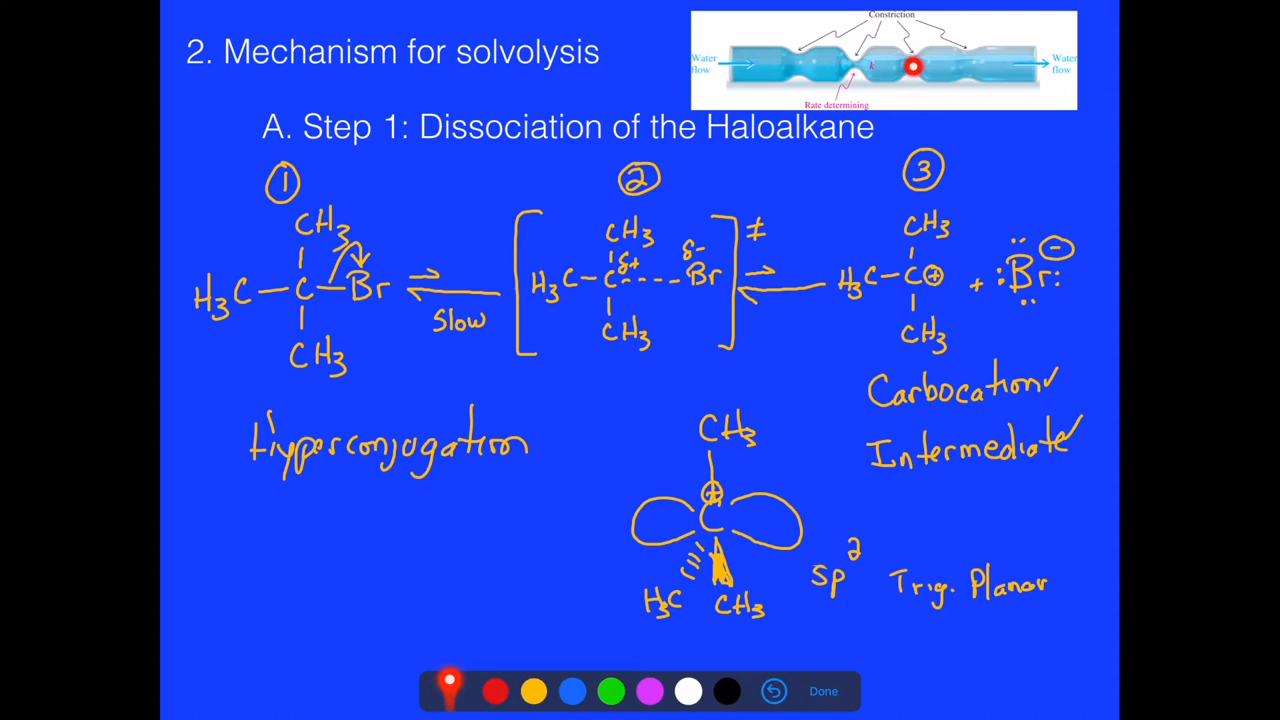 2. Mechanism for solvolysis
Constriction
Water flow
k
Water flow
Rate determining
A. Step 1: Dissociation of the Haloalkane
1 2 3
CH3 CH3 CH3
H3C—C—Br ⇌ [H3C–C----Br]≠ ⇌ H3C–C⊕ + :Br: ⊖
δ+ δ-
slow
CH3 CH3 CH3
Carbocation ✓
Intermediate ✓
Hyperconjugation
CH3
⊕
C
H3C CH3
sp2 Trig. Planar
Done